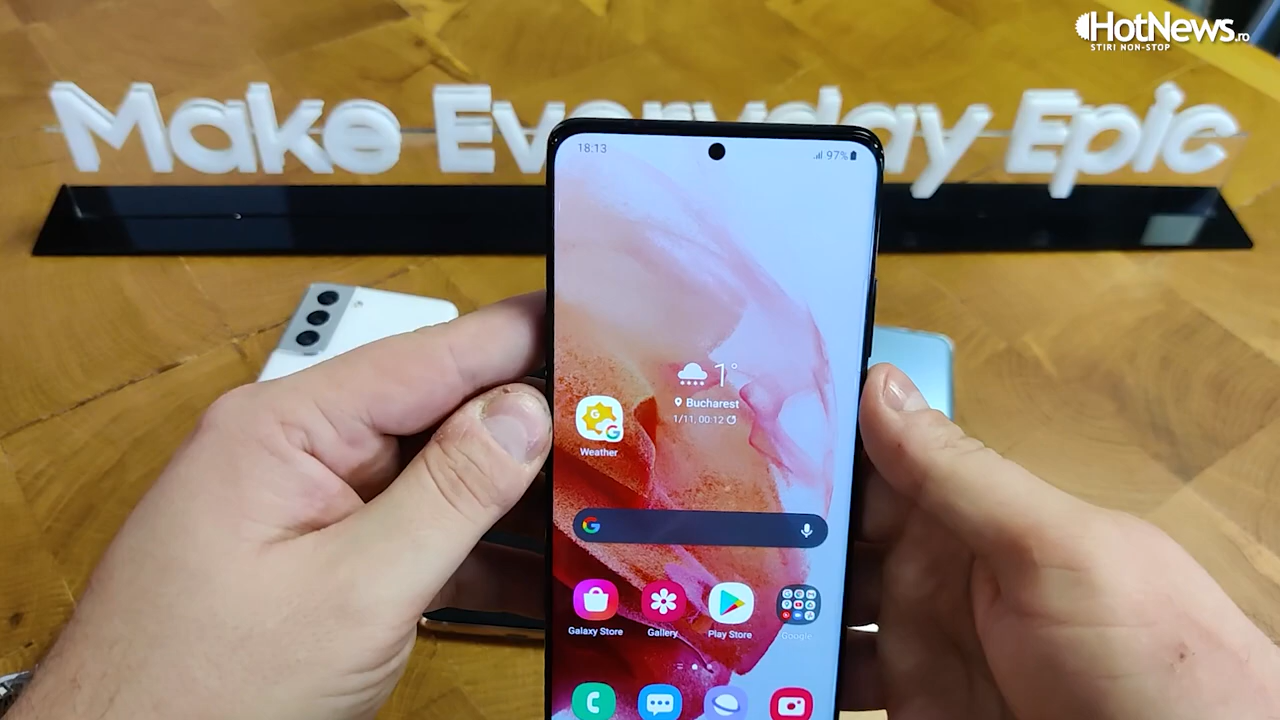 HotNews.ro
STIRI NON-STOP
Make Everyday Epic
18:13
97%
1°
Bucharest
1/11, 00:12
Weather
Galaxy Store
Gallery
Play Store
Google